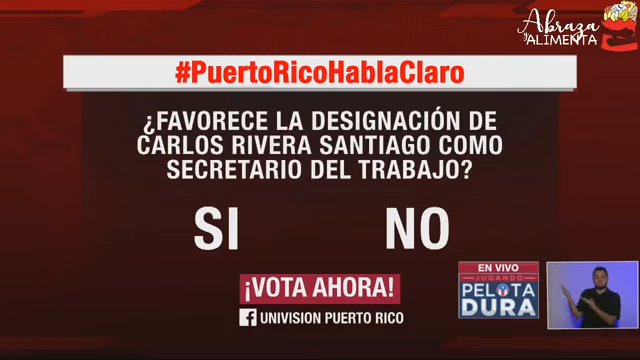 Abraza
y ALIMENTA
#PuertoRicoHablaClaro
¿FAVORECE LA DESIGNACIÓN DE
CARLOS RIVERA SANTIAGO COMO
SECRETARIO DEL TRABAJO?
SI NO
¡VOTA AHORA!
f UNIVISION PUERTO RICO
EN VIVO
JUGANDO
PELOTA
DURA